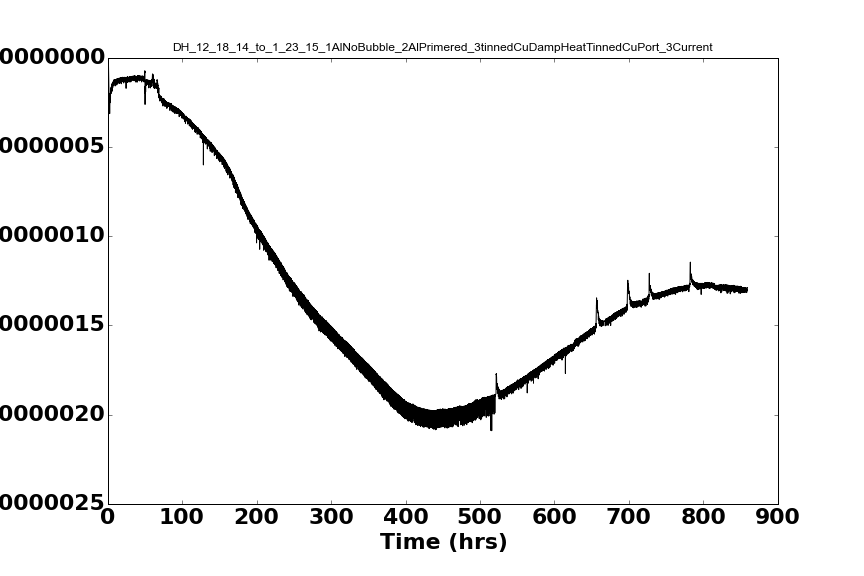 DH_12_18_14_to_1_23_15_1AlNoBubble_2AlPrimered_3tinnedCuDampHeatTinnedCuPort_3Current
0000000
0000005
0000010
0000015
0000020
0000025
0 100 200 300 400 500 600 700 800 900
Time (hrs)